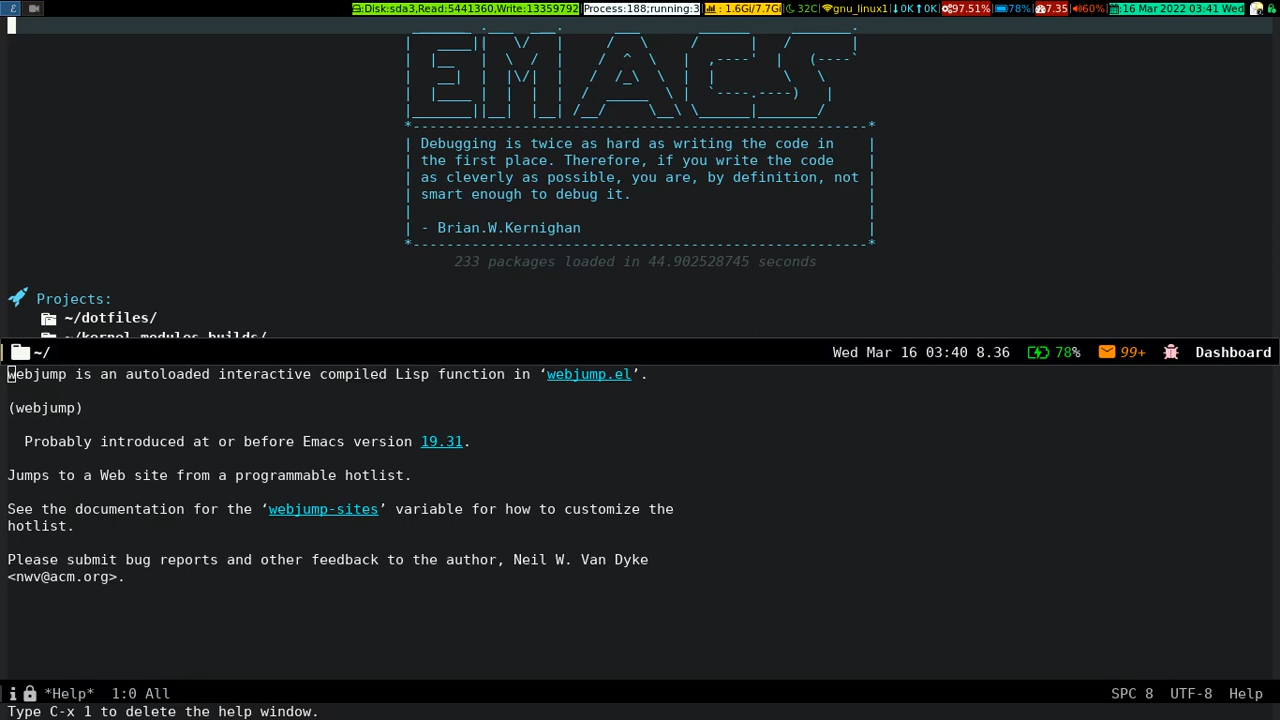 ε Disk:sda3,Read:5441360,Write:13359792 Process:188;running:3 : 1.6Gi/7.7Gi 32C gnu_linux1 ↓0K ↑0K 97.51% 78% 7.35 60% :16 Mar 2022 03:41 Wed
EMACS
Debugging is twice as hard as writing the code in
the first place. Therefore, if you write the code
as cleverly as possible, you are, by definition, not
smart enough to debug it.
- Brian.W.Kernighan
233 packages loaded in 44.902528745 seconds
Projects:
~/dotfiles/
~/kernel_modules_builds/
~/ Wed Mar 16 03:40 8.36 78% 99+ Dashboard
webjump is an autoloaded interactive compiled Lisp function in ‘webjump.el’.
(webjump)
Probably introduced at or before Emacs version 19.31.
Jumps to a Web site from a programmable hotlist.
See the documentation for the ‘webjump-sites’ variable for how to customize the
hotlist.
Please submit bug reports and other feedback to the author, Neil W. Van Dyke
<nwv@acm.org>.
*Help* 1:0 All SPC 8 UTF-8 Help
Type C-x 1 to delete the help window.